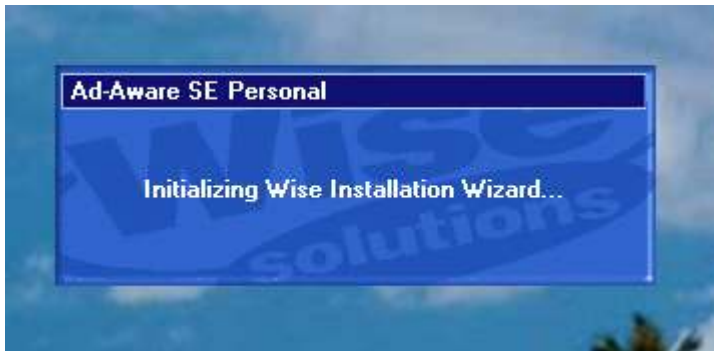 Ad-Aware SE Personal
Wise
Initializing Wise Installation Wizard...
solutions